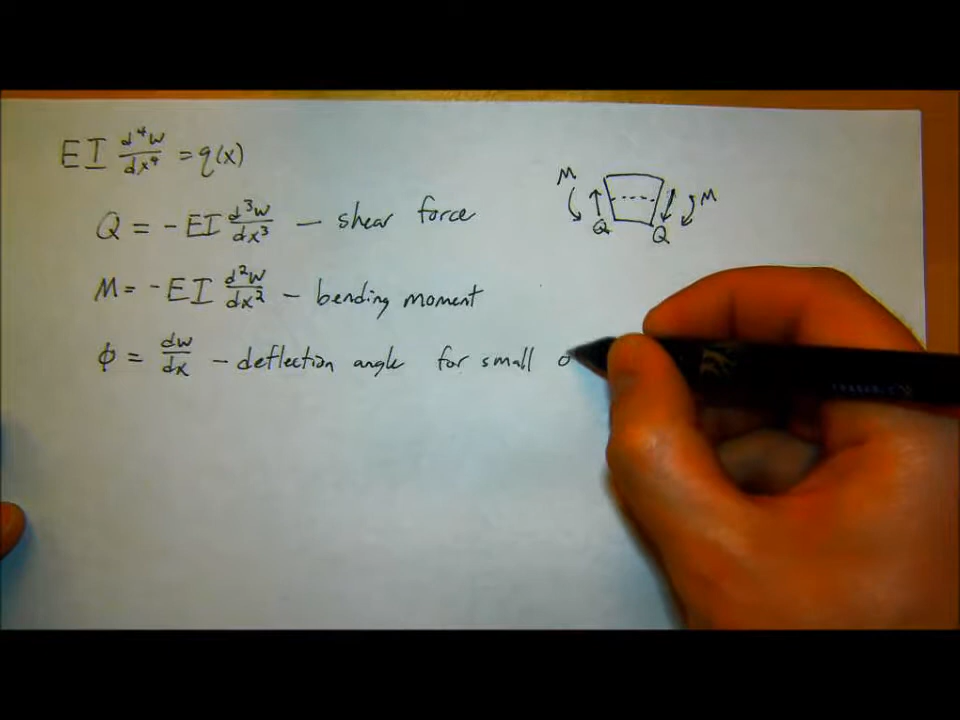 EI d⁴w/dx⁴ = q(x)
Q = -EI d³w/dx³ — shear force
M = -EI d²w/dx² — bending moment
ϕ = dw/dx — deflection angle for small
M Q Q M